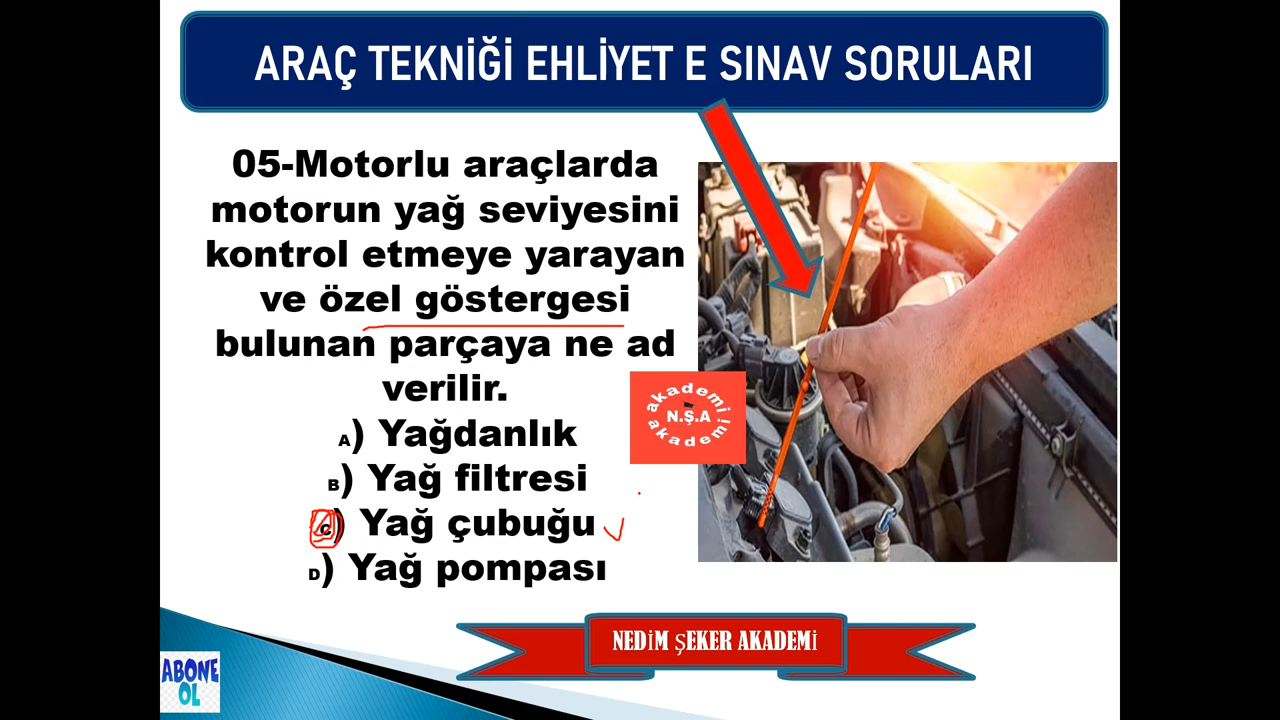 ARAÇ TEKNİĞİ EHLİYET E SINAV SORULARI
05-Motorlu araçlarda
motorun yağ seviyesini
kontrol etmeye yarayan
ve özel göstergesi
bulunan parçaya ne ad
verilir.
A) Yağdanlık
B) Yağ filtresi
C) Yağ çubuğu
D) Yağ pompası
akademi
N.Ş.A
akademi
NEDİM ŞEKER AKADEMİ
ABONE
OL